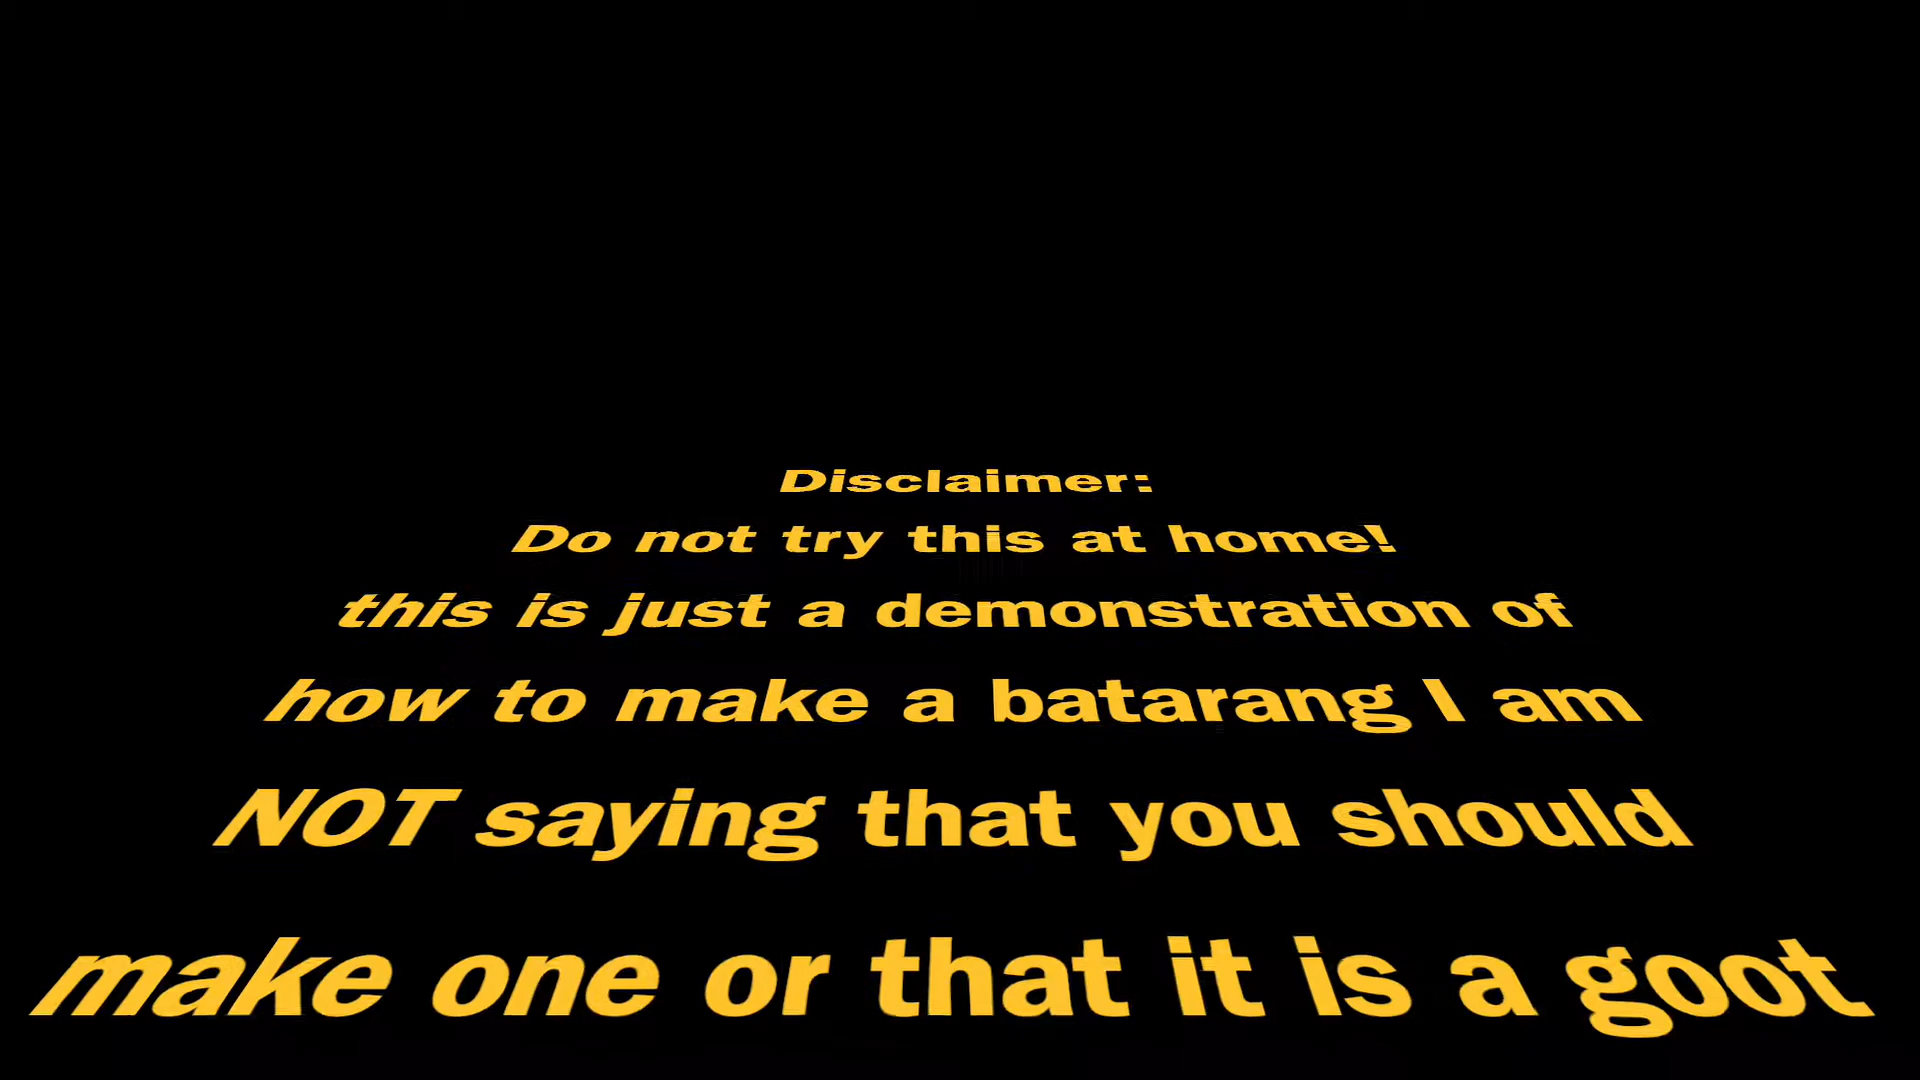 Disclaimer:
Do not try this at home!
this is just a demonstration of
how to make a batarang I am
NOT saying that you should
make one or that it is a goot